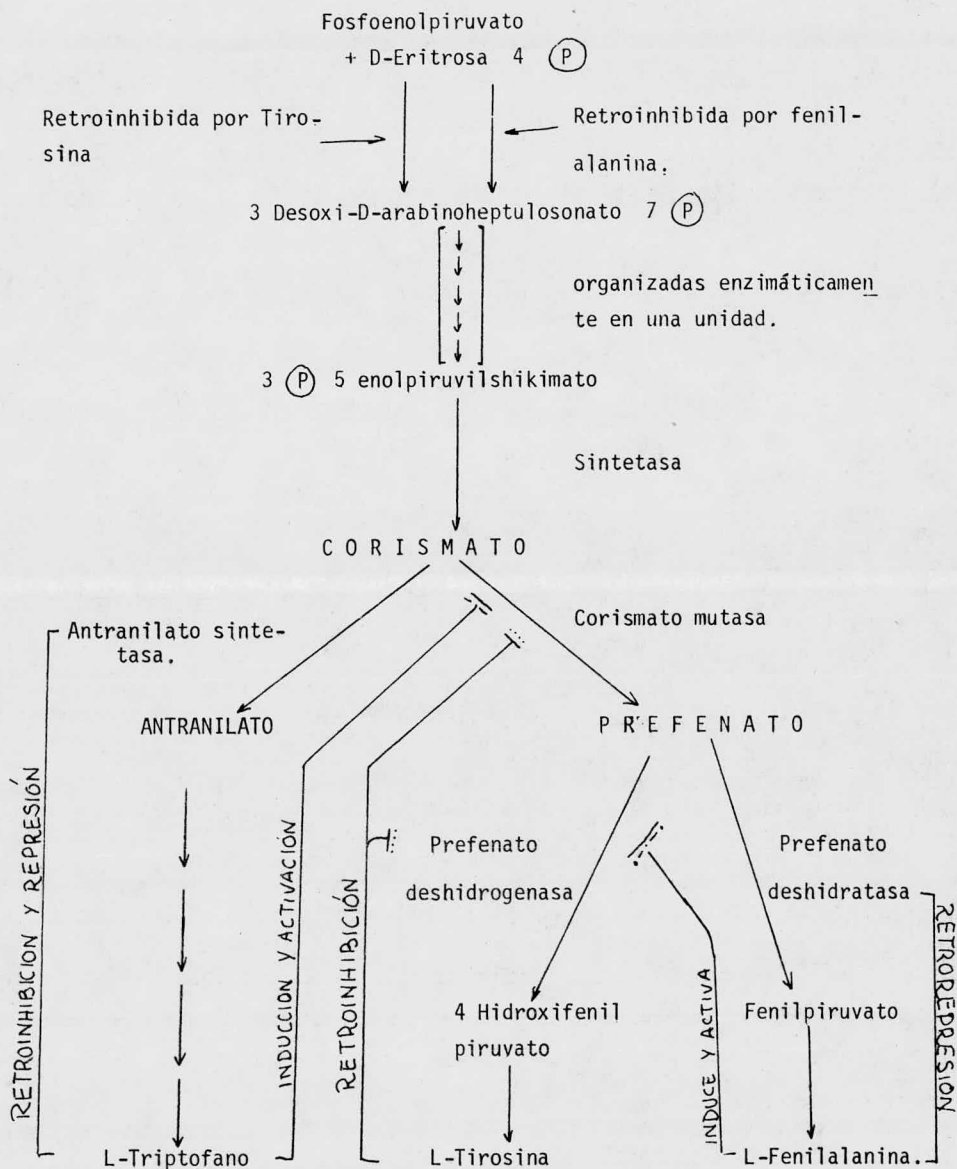 Fosfoenolpiruvato
+ D-Eritrosa 4 P
Retroinhibida por Tiro-
sina
Retroinhibida por fenil-
alanina.
3 Desoxi-D-arabinoheptulosonato 7 P
organizadas enzimáticamen
te en una unidad.
3 P 5 enolpiruvilshikimato
Sintetasa
CORISMATO
Antranilato sinte-
tasa.
Corismato mutasa
ANTRANILATO
PREFENATO
RETROINHIBICION Y REPRESIÓN
INDUCCION Y ACTIVACIÓN
RETROINHIBICIÓN
Prefenato
deshidrogenasa
Prefenato
deshidratasa
INDUCE Y ACTIVA
RETROREPRESIÓN
4 Hidroxifenil
piruvato
Fenilpiruvato
L-Triptofano
L-Tirosina
L-Fenilalanina.